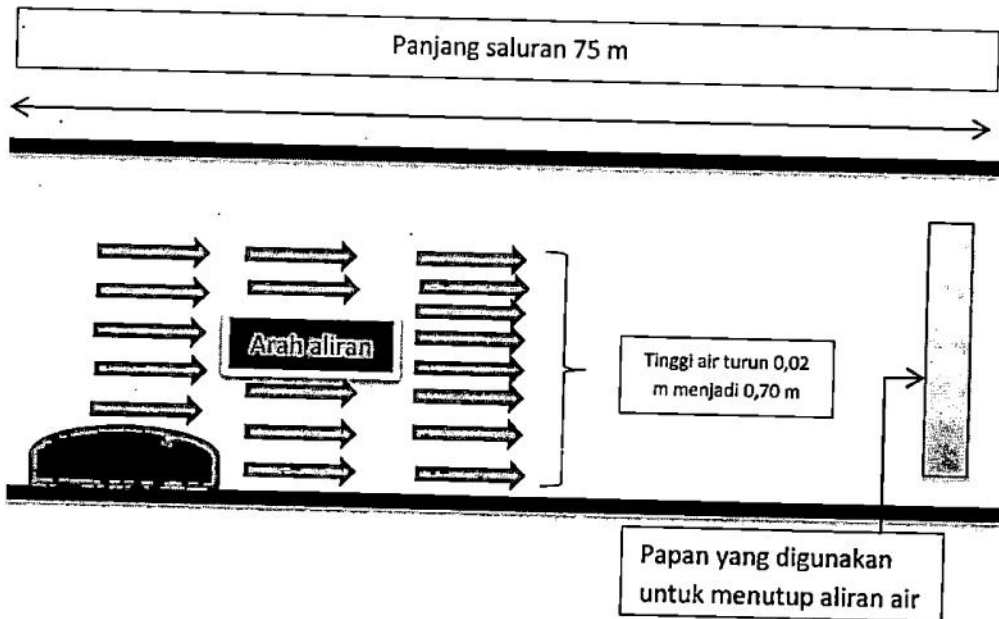 Panjang saluran 75 m
Arah aliran
Tinggi air turun 0,02
m menjadi 0,70 m
Papan yang digunakan
untuk menutup aliran air